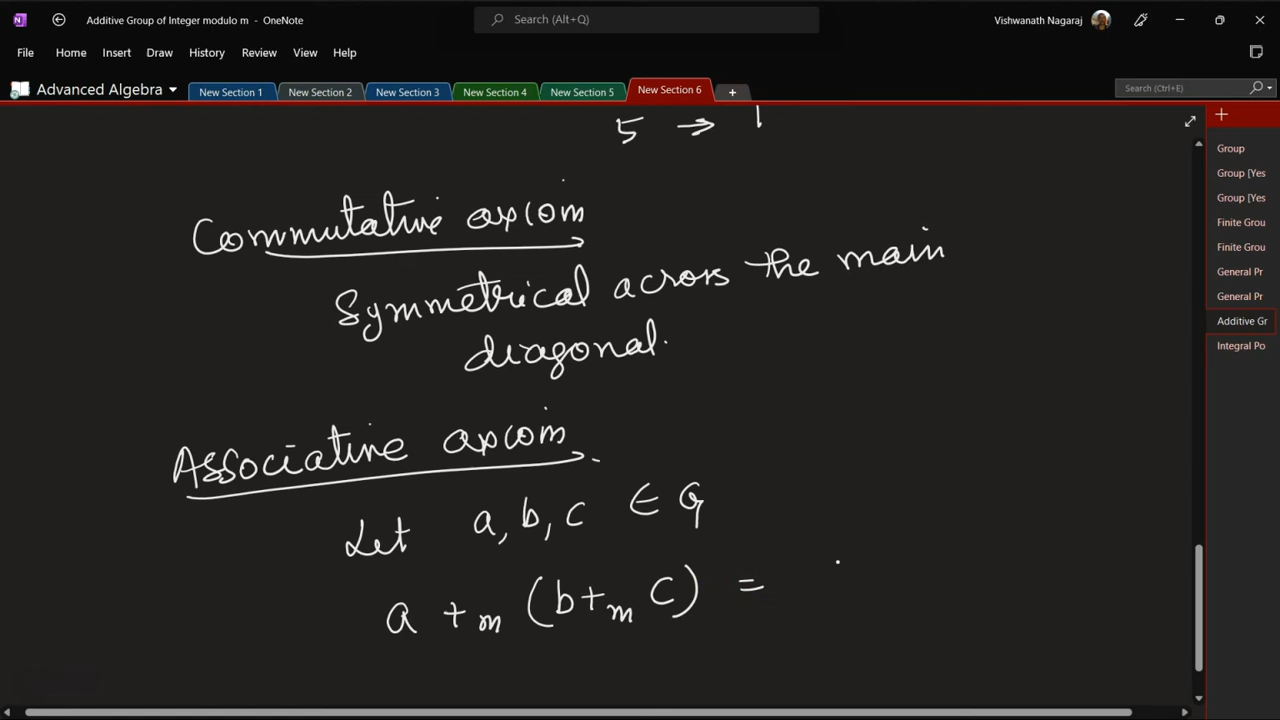 Additive Group of Integer modulo m - OneNote
Search (Alt+Q)
Vishwanath Nagaraj
File Home Insert Draw History Review View Help
Advanced Algebra
New Section 1 New Section 2 New Section 3 New Section 4 New Section 5 New Section 6 +
Search (Ctrl+E)
5 → 1
Commutative axiom
Symmetrical across the main
diagonal.
Associative axiom
Let a, b, c ∈ G
a +m (b +m c) =
Group
Group [Yes
Group [Yes
Finite Grou
Finite Grou
General Pr
General Pr
Additive Gr
Integral Po